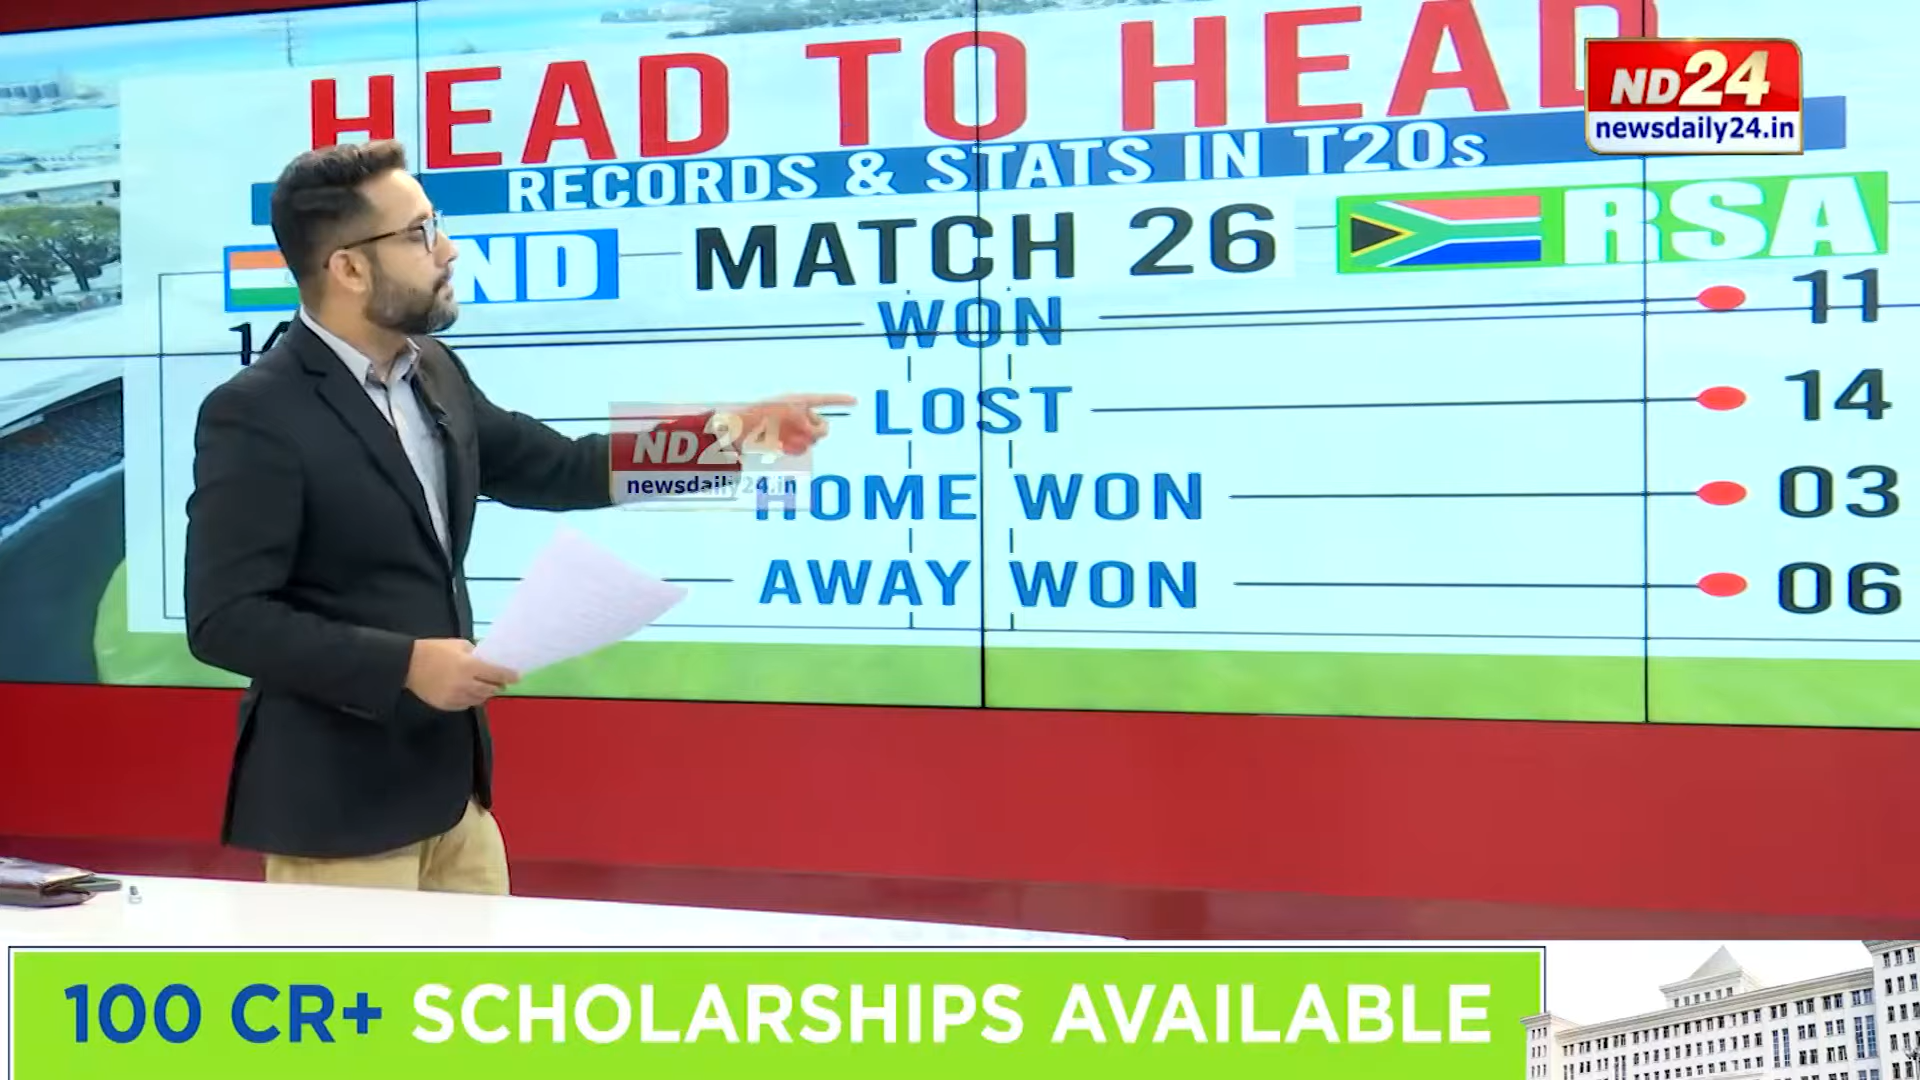 HEAD TO HEAD
ND24
newsdaily24.in
RECORDS & STATS IN T20s
ND MATCH 26 RSA
WON 11
LOST 14
ND24
newsdaily24.in
HOME WON 03
AWAY WON 06
100 CR+ SCHOLARSHIPS AVAILABLE